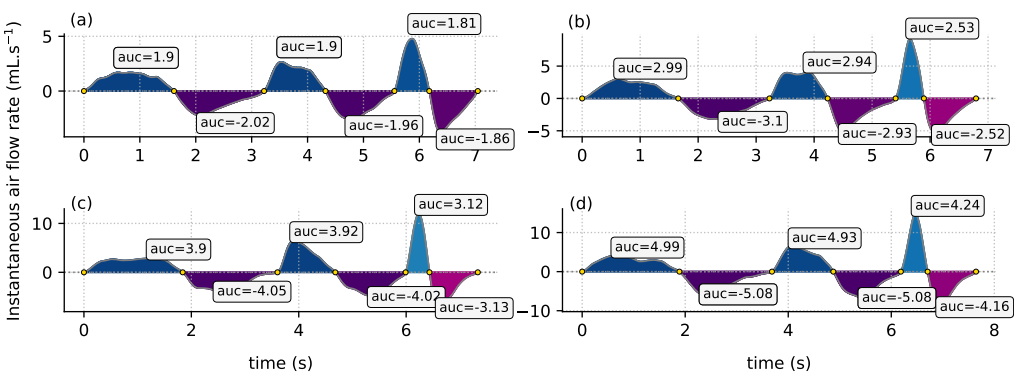 Instantaneous air flow rate (mL.s⁻¹)
(a)
auc=1.9
auc=1.9
auc=1.81
5
0
auc=-2.02
auc=-1.96
auc=-1.86
0 1 2 3 4 5 6 7
(b)
auc=2.99
auc=2.94
auc=2.53
5
0
−5
auc=-3.1
auc=-2.93
auc=-2.52
0 1 2 3 4 5 6 7
(c)
auc=3.9
auc=3.92
auc=3.12
10
0
auc=-4.05
auc=-4.02
auc=-3.13
0 2 4 6
time (s)
(d)
auc=4.99
auc=4.93
auc=4.24
10
0
−10
auc=-5.08
auc=-5.08
auc=-4.16
0 2 4 6 8
time (s)